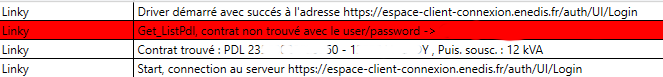 Linky Driver démarré avec succés à l'adresse https://espace-client-connexion.enedis.fr/auth/UI/Login
Linky Get_ListPdl, contrat non trouvé avec le user/password ->
Linky Contrat trouvé : PDL 23. 60 - 1 Y , Puis. sousc. : 12 kVA
Linky Start, connection au serveur https://espace-client-connexion.enedis.fr/auth/UI/Login